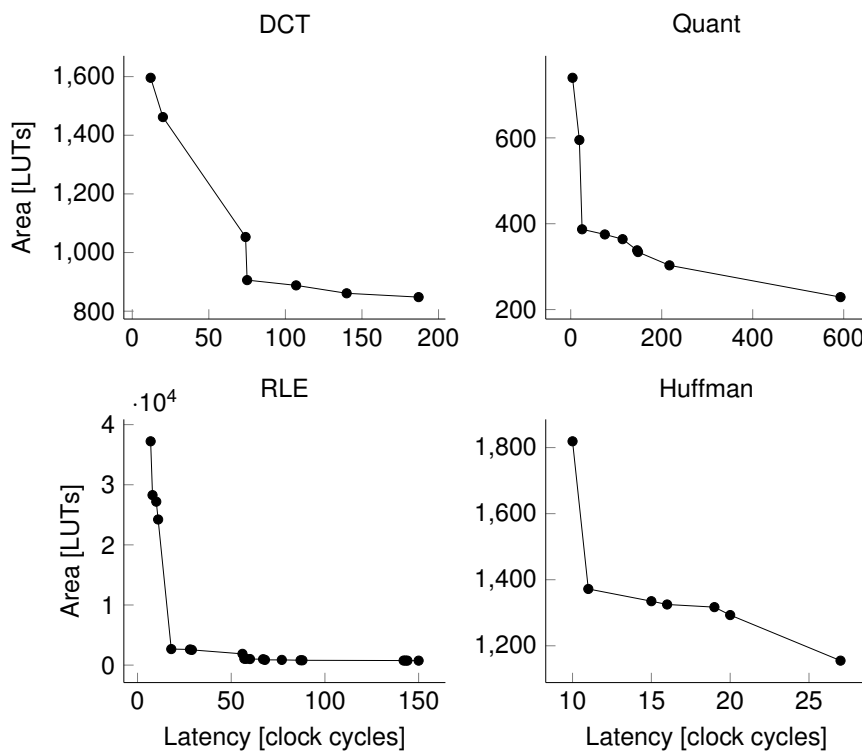 DCT
Quant
Area [LUTs]
1,600
1,400
1,200
1,000
800
0 50 100 150 200
600
400
200
0 200 400 600
RLE
Huffman
·10⁴
Area [LUTs]
4
3
2
1
0
0 50 100 150
Latency [clock cycles]
1,800
1,600
1,400
1,200
10 15 20 25
Latency [clock cycles]